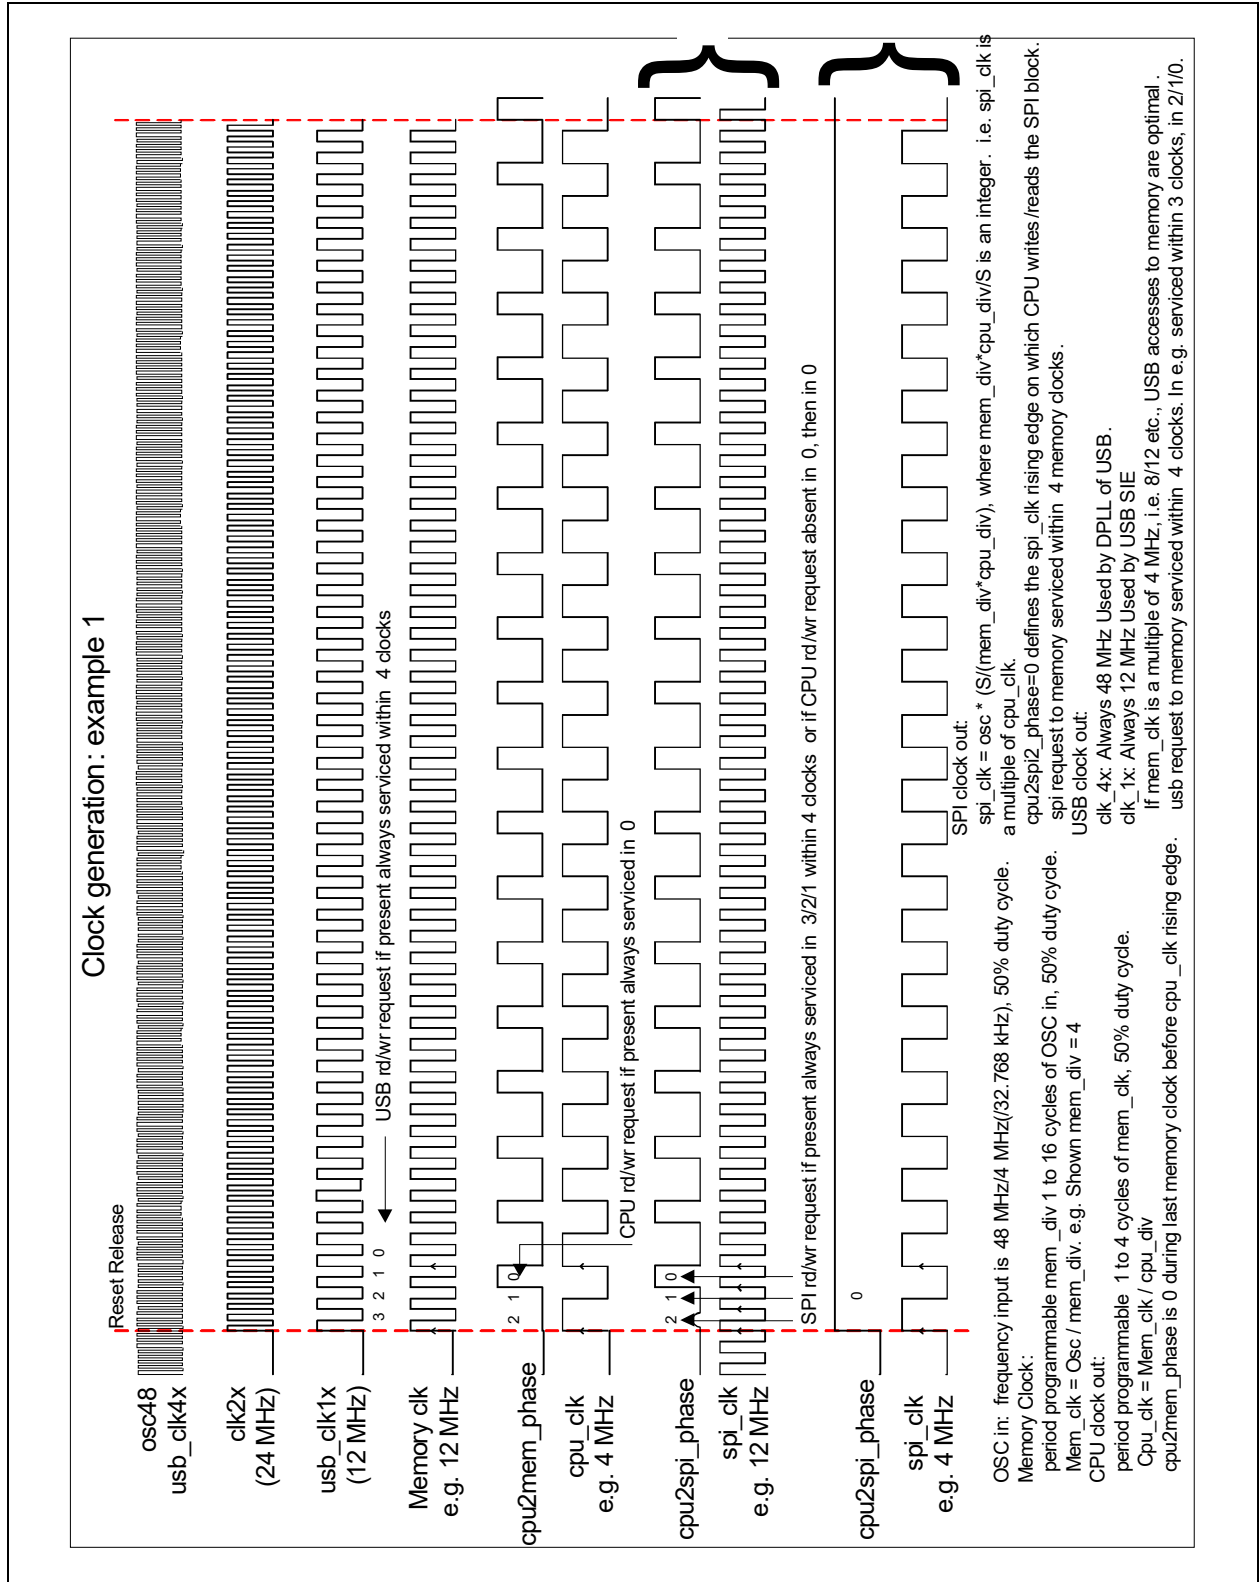 Clock generation: example 1
Reset Release
osc48
usb_clk4x
clk2x
(24 MHz)
usb_clk1x
(12 MHz)
3 2 1 0
USB rd/wr request if present always serviced within 4 clocks
Memory clk
e.g. 12 MHz
cpu2mem_phase
2 1 0
cpu_clk
e.g. 4 MHz
CPU rd/wr request if present always serviced in 0
cpu2spi_phase
2 1 0
spi_clk
e.g. 12 MHz
SPI rd/wr request if present always serviced in 3/2/1 within 4 clocks or if CPU rd/wr request absent in 0, then in 0
cpu2spi_phase
0
spi_clk
e.g. 4 MHz
OSC in: frequency input is 48 MHz/4 MHz(/32.768 kHz), 50% duty cycle.
Memory Clock:
period programmable mem_div 1 to 16 cycles of OSC in, 50% duty cycle.
Mem_clk = Osc / mem_div. e.g. Shown mem_div = 4
CPU clock out:
period programmable 1 to 4 cycles of mem_clk, 50% duty cycle.
Cpu_clk = Mem_clk / cpu_div
cpu2mem_phase is 0 during last memory clock before cpu_clk rising edge.
SPI clock out:
spi_clk = osc * (S/(mem_div*cpu_div), where mem_div*cpu_div/S is an integer. i.e. spi_clk is
a multiple of cpu_clk.
cpu2spi2_phase=0 defines the spi_clk rising edge on which CPU writes/reads the SPI block.
spi request to memory serviced within 4 memory clocks.
USB clock out:
clk_4x: Always 48 MHz Used by DPLL of USB.
clk_1x: Always 12 MHz Used by USB SIE
If mem_clk is a multiple of 4 MHz, i.e. 8/12 etc., USB accesses to memory are optimal.
usb request to memory serviced within 4 clocks. In e.g. serviced within 3 clocks, in 2/1/0.